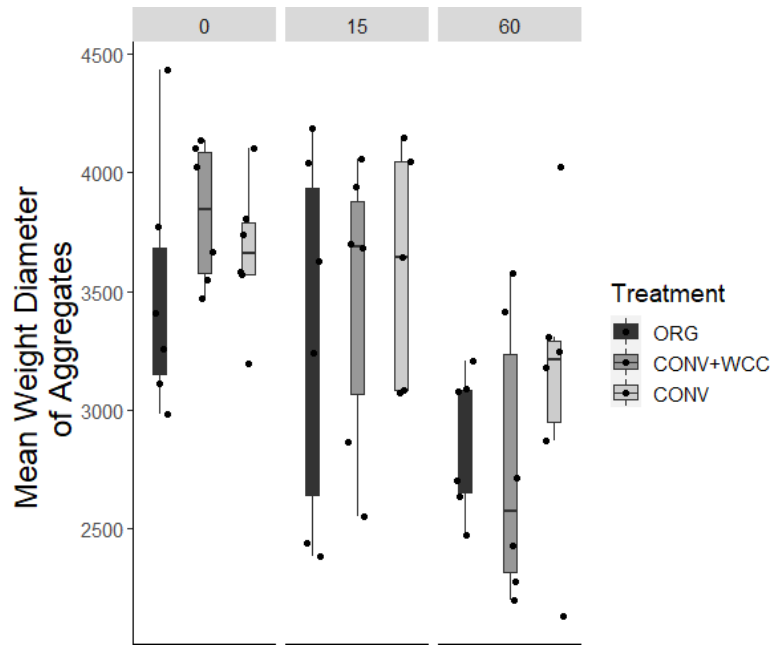 0 15 60
4500
4000
3500
3000
2500
Mean Weight Diameter
of Aggregates
Treatment
ORG
CONV+WCC
CONV